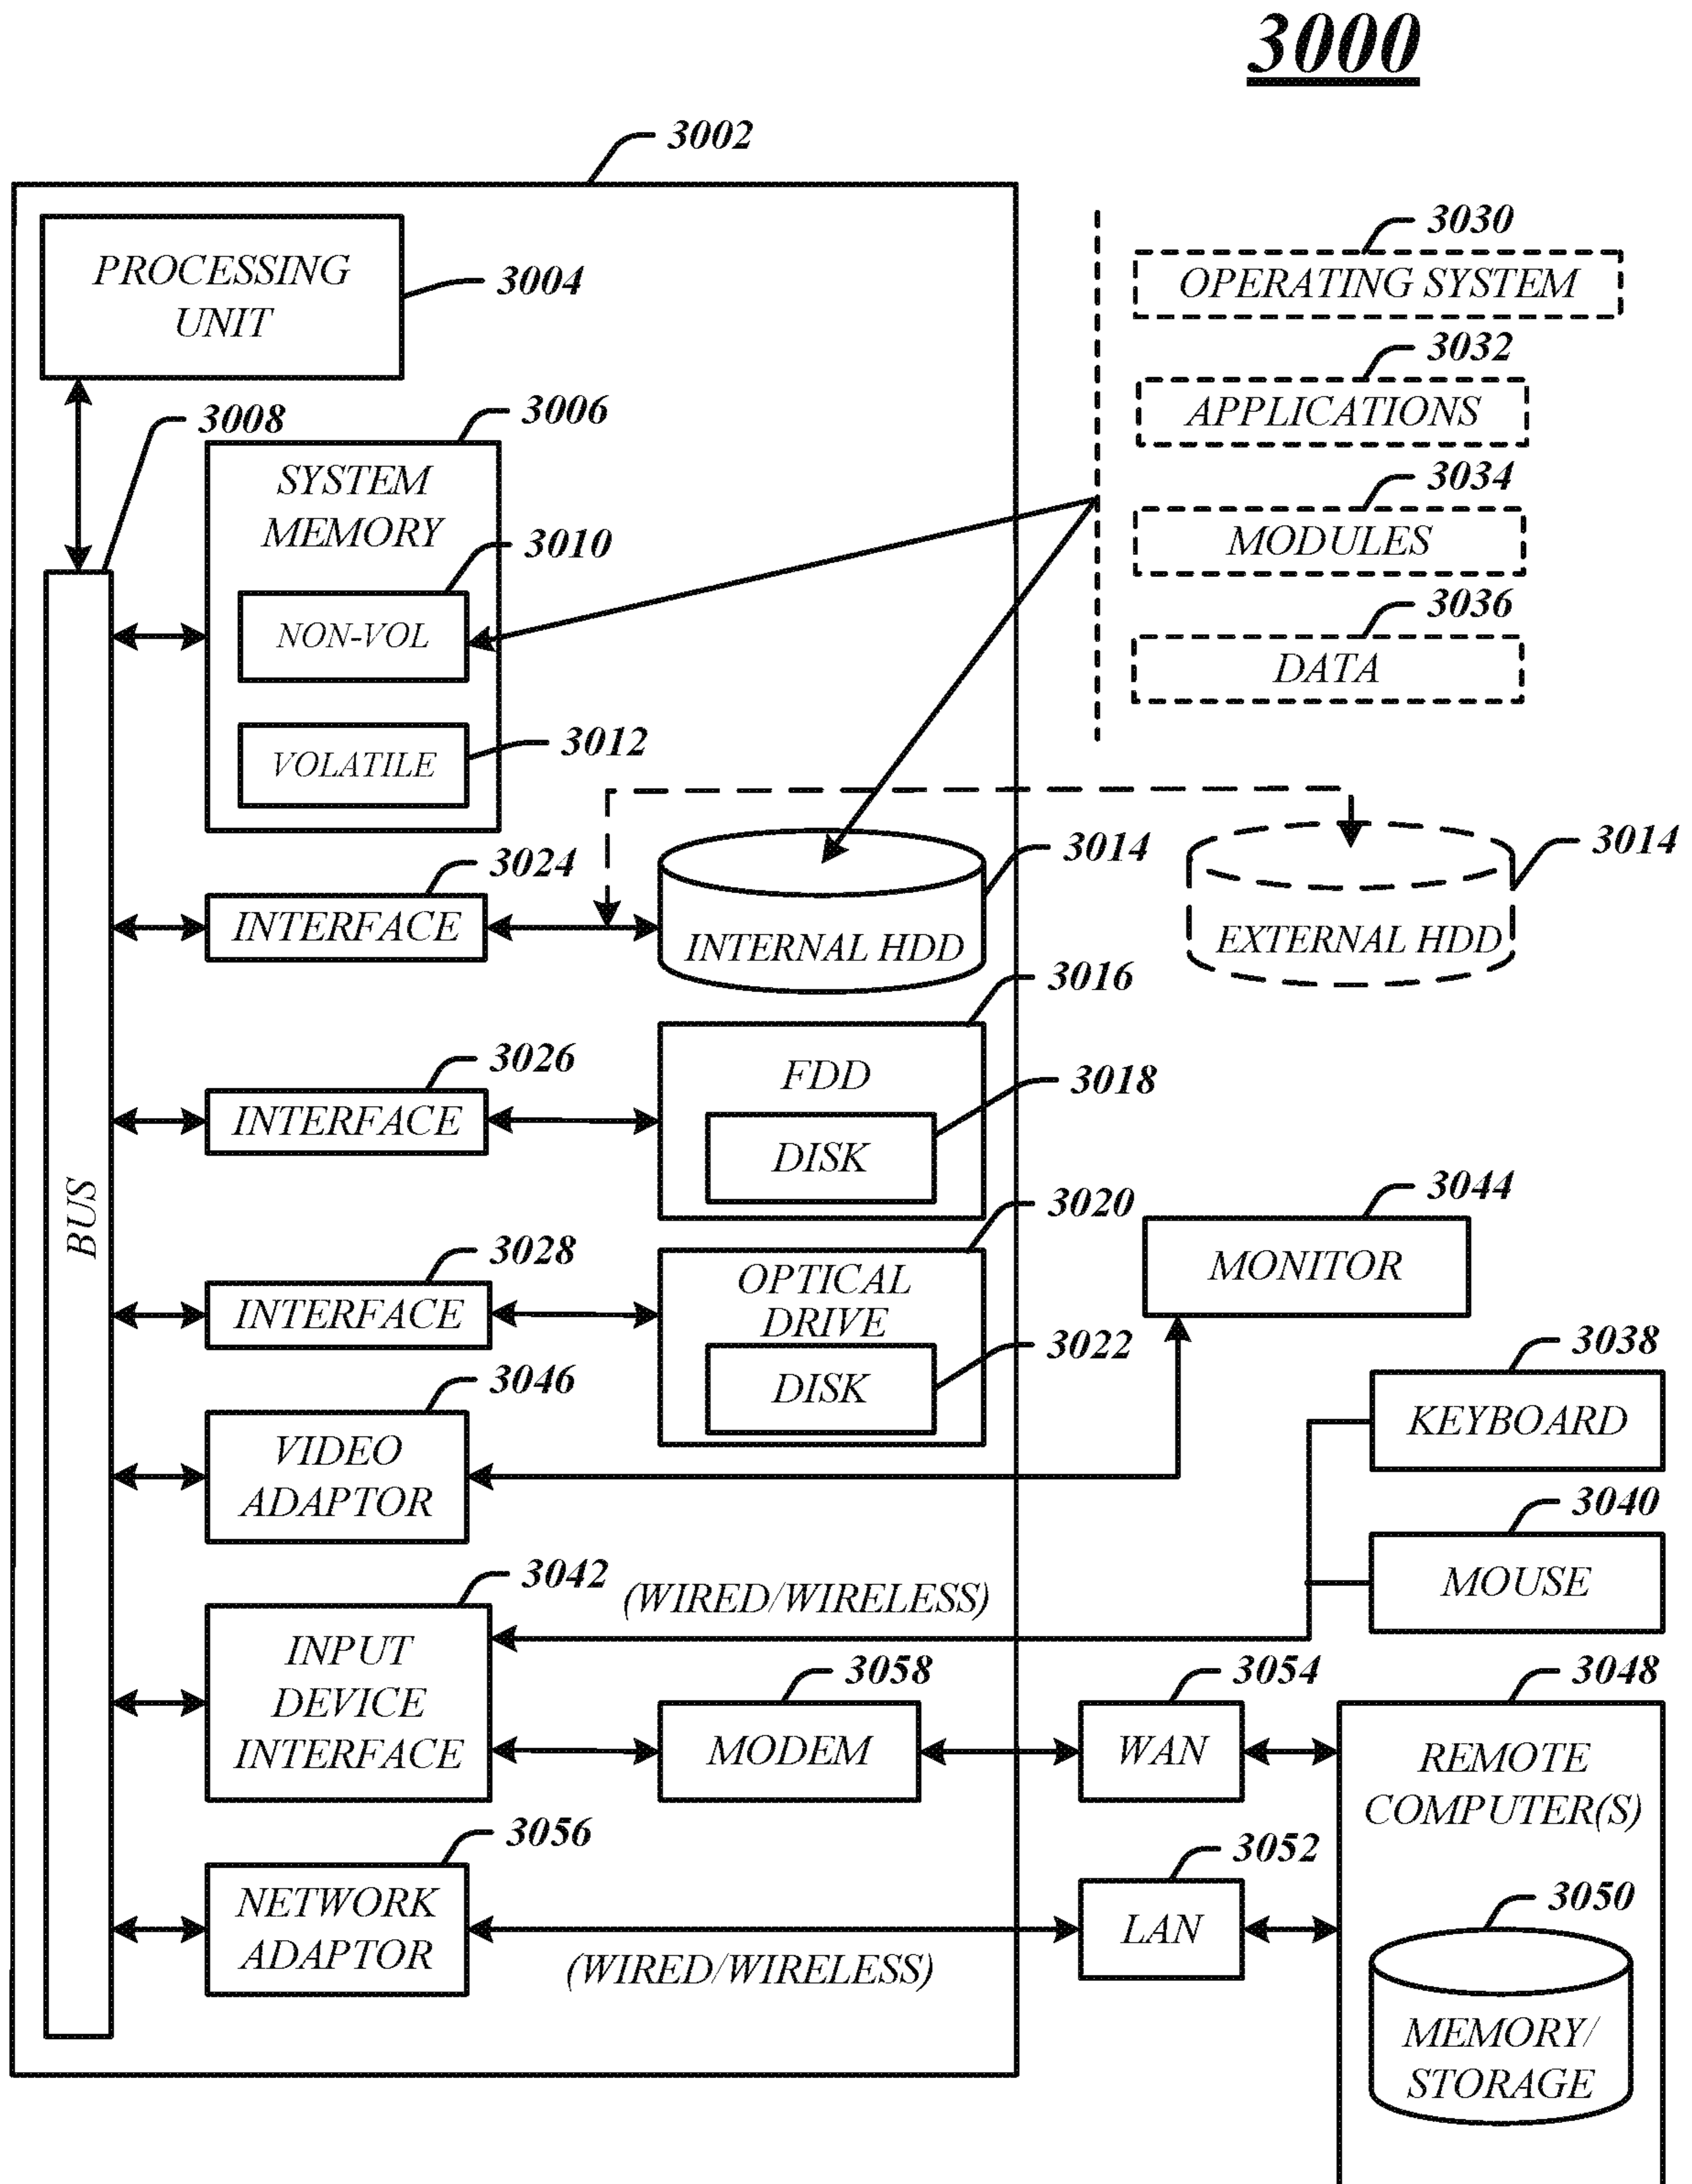 3000
3002
PROCESSING
UNIT
3004
3030
OPERATING SYSTEM
3032
APPLICATIONS
3034
MODULES
3036
DATA
3008
3006
SYSTEM
MEMORY
3010
NON-VOL
3012
VOLATILE
3024
INTERFACE
3014
INTERNAL HDD
3014
EXTERNAL HDD
3016
FDD
3026
INTERFACE
3018
DISK
BUS
3020
OPTICAL
DRIVE
3028
INTERFACE
3022
DISK
3044
MONITOR
3046
VIDEO
ADAPTOR
3038
KEYBOARD
3040
MOUSE
3042
(WIRED/WIRELESS)
INPUT
DEVICE
INTERFACE
3058
MODEM
3054
WAN
3048
REMOTE
COMPUTER(S)
3056
NETWORK
ADAPTOR
(WIRED/WIRELESS)
3052
LAN
3050
MEMORY/
STORAGE